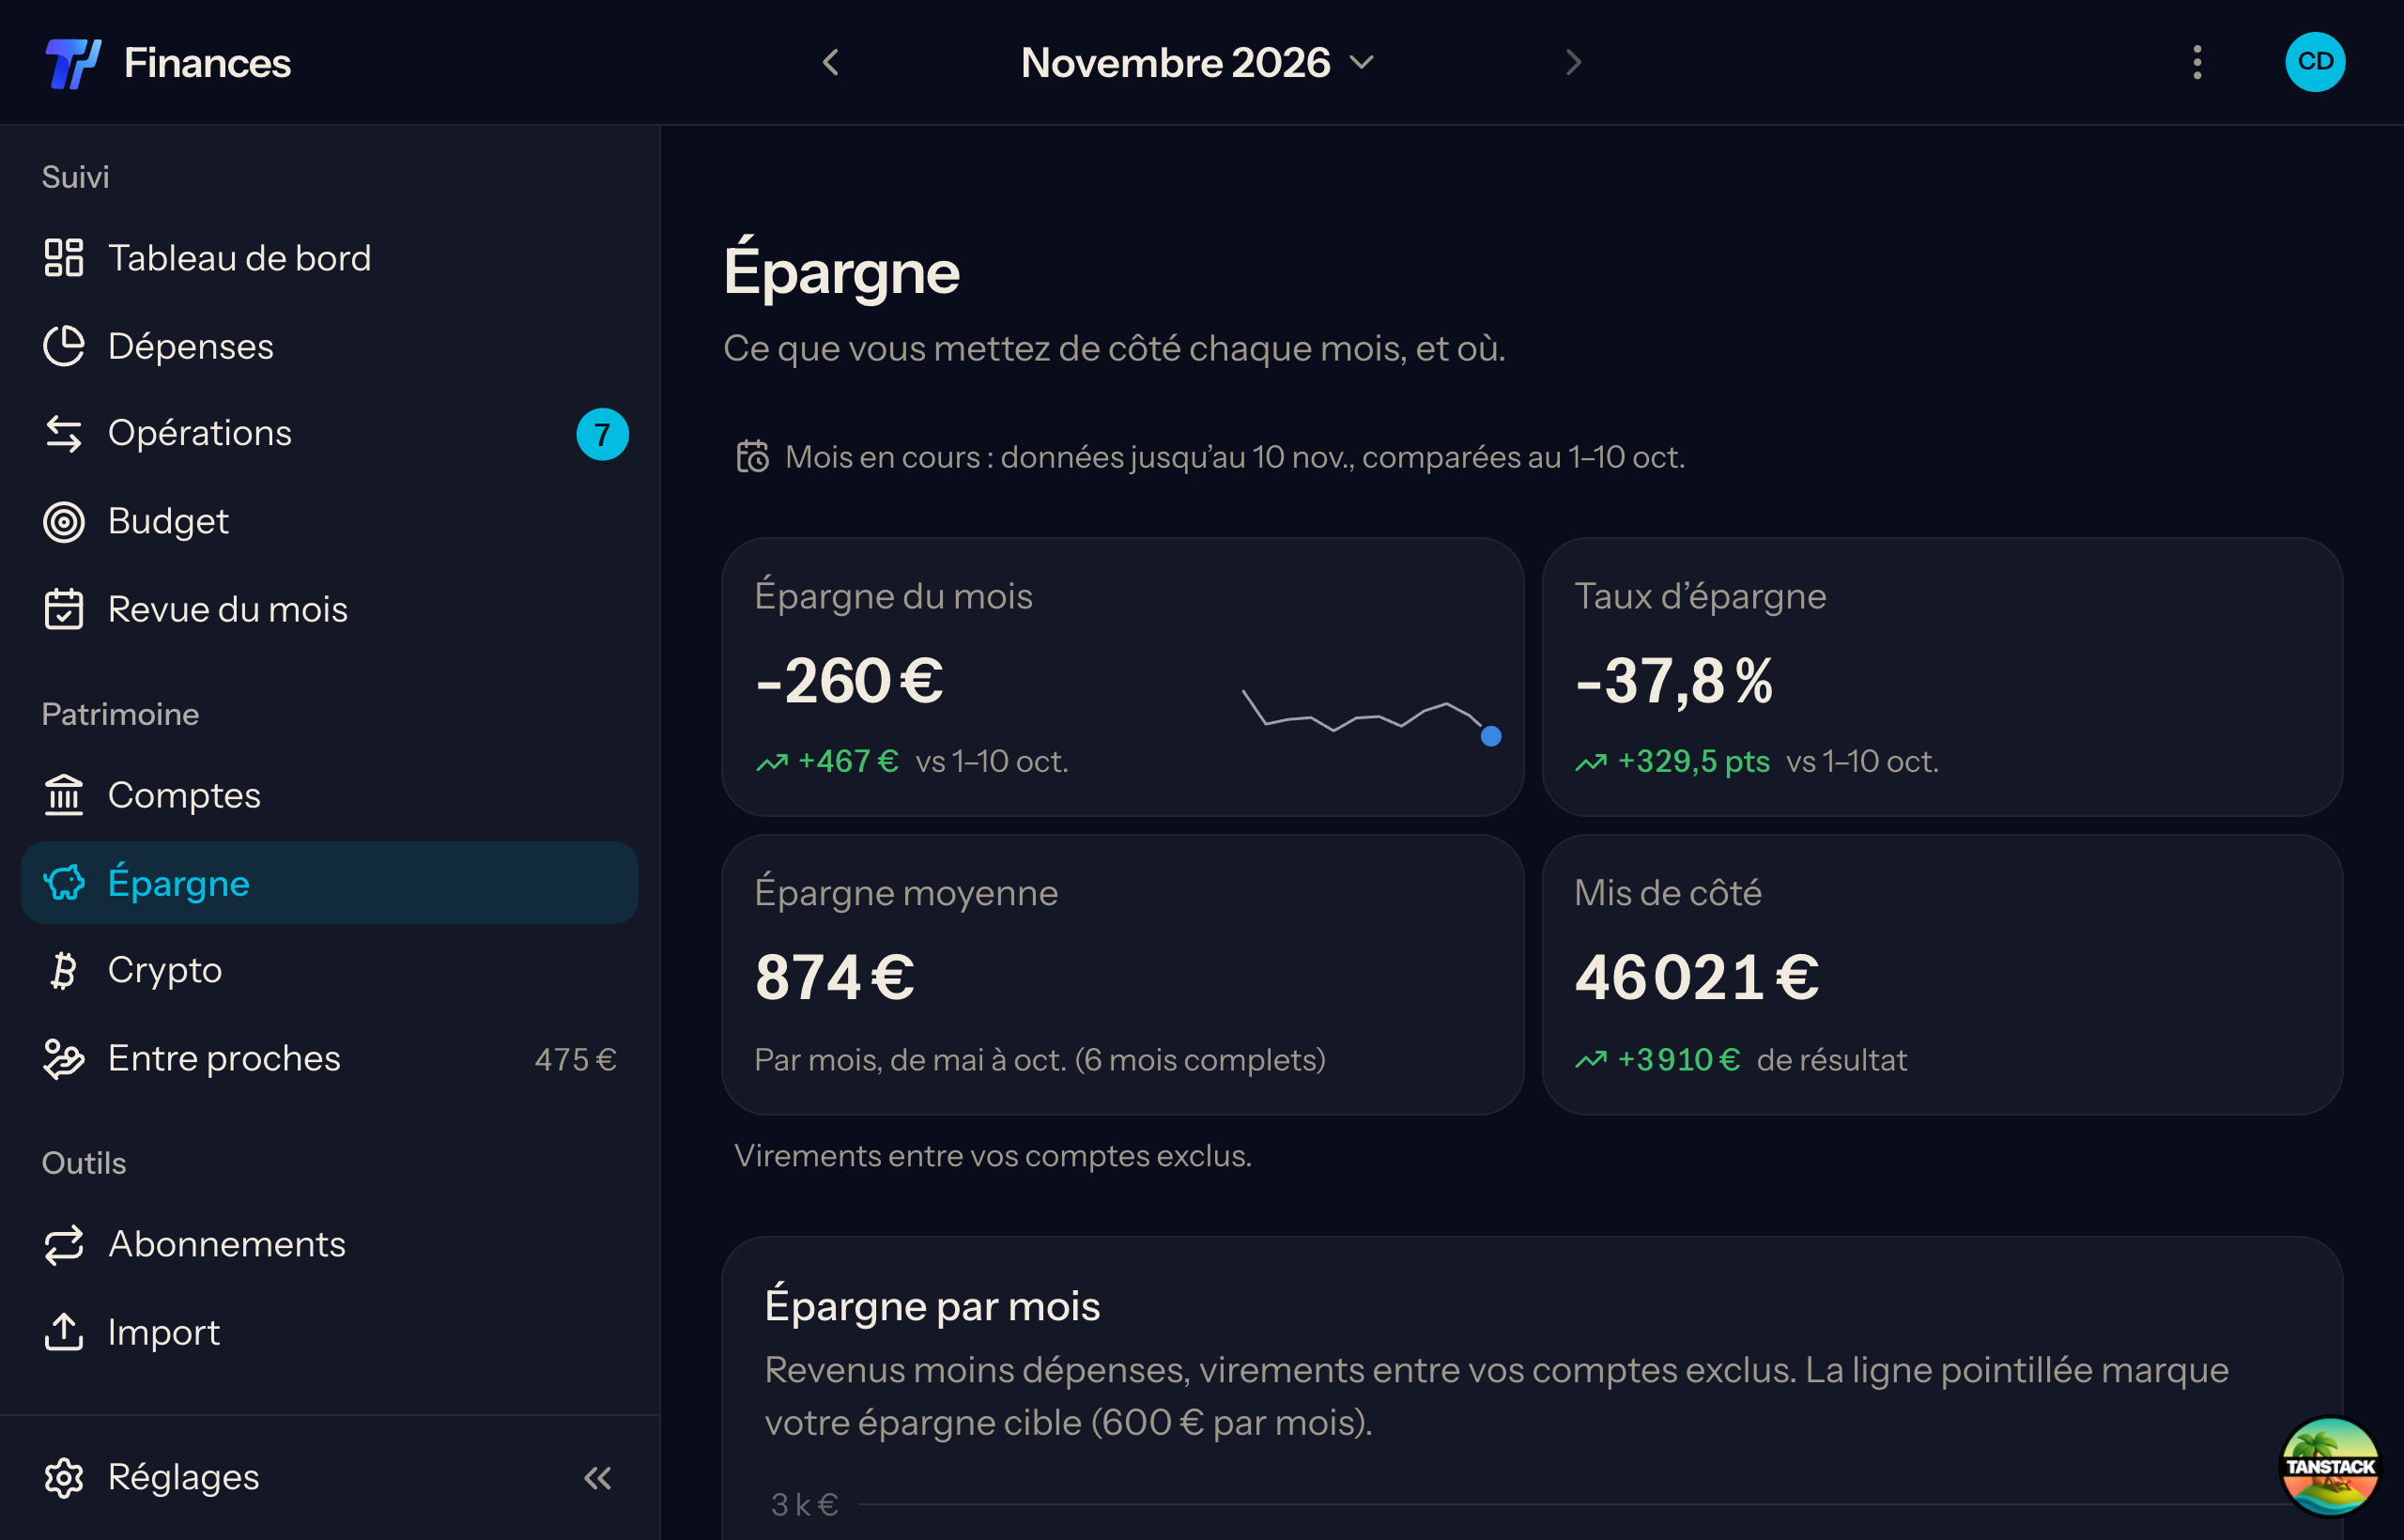 Finances
Novembre 2026
CD
Suivi
Tableau de bord
Dépenses
Opérations
7
Budget
Revue du mois
Patrimoine
Comptes
Épargne
Crypto
Entre proches
475 €
Outils
Abonnements
Import
Réglages
Épargne
Ce que vous mettez de côté chaque mois, et où.
Mois en cours : données jusqu’au 10 nov., comparées au 1–10 oct.
Épargne du mois
-260 €
+467 € vs 1–10 oct.
Taux d’épargne
-37,8 %
+329,5 pts vs 1–10 oct.
Épargne moyenne
874 €
Par mois, de mai à oct. (6 mois complets)
Mis de côté
46 021 €
+3 910 € de résultat
Virements entre vos comptes exclus.
Épargne par mois
Revenus moins dépenses, virements entre vos comptes exclus. La ligne pointillée marque
votre épargne cible (600 € par mois).
3 k €
TANSTACK